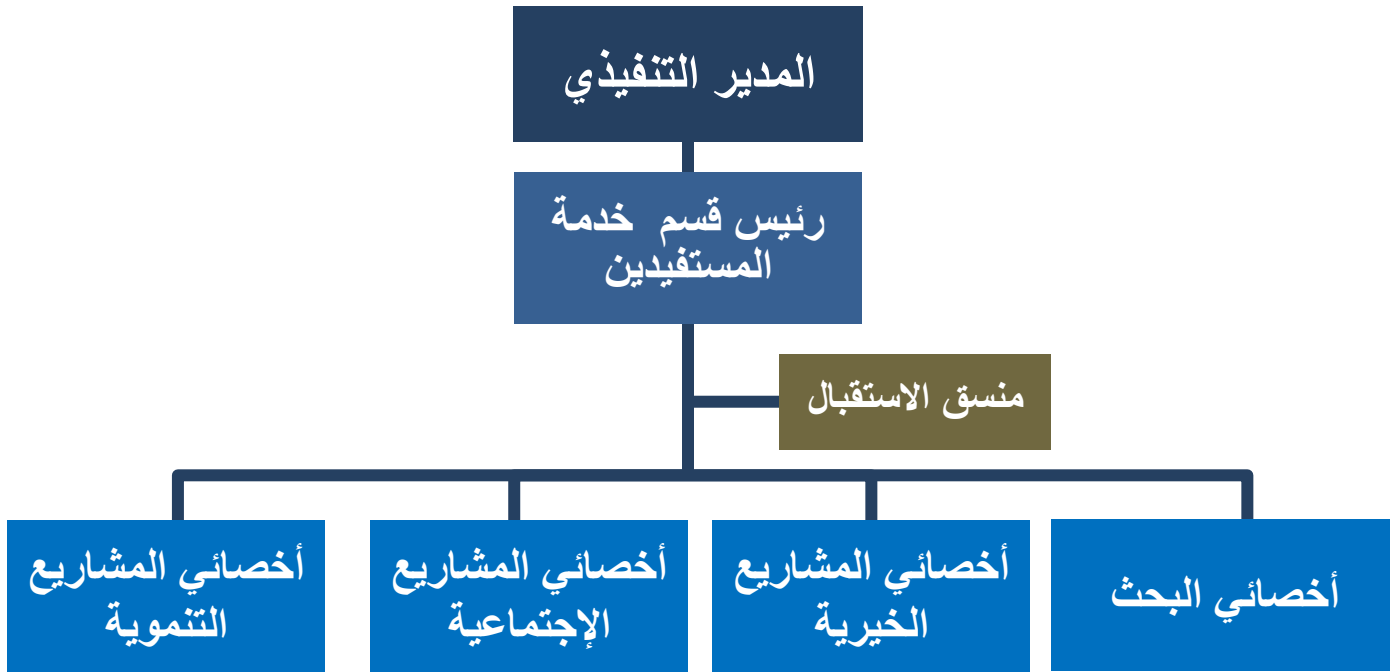 المدير التنفيذي
رئيس قسم خدمة
المستفيدين
منسق الاستقبال
أخصائي البحث
أخصائي المشاريع
الخيرية
أخصائي المشاريع
الإجتماعية
أخصائي المشاريع
التنموية